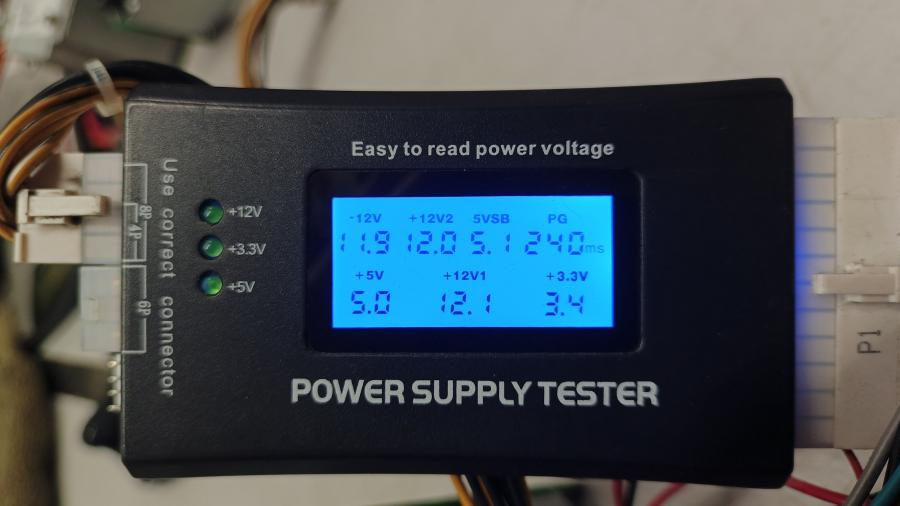 Easy to read power voltage
-12V +12V2 5VSB PG
11.9 12.0 5.1 240ms
+5V +12V1 +3.3V
5.0 12.1 3.4
POWER SUPPLY TESTER
+12V
+3.3V
+5V
Use correct connector
8P
4P
6P
P1